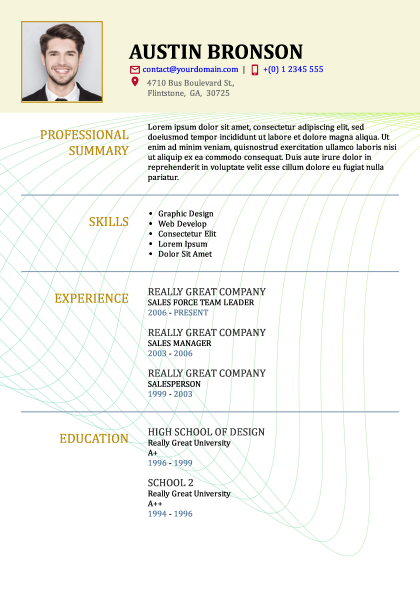 AUSTIN BRONSON
contact@yourdomain.com | +(0) 1 2345 555
4710 Bus Boulevard St.,
Flintstone, GA, 30725
PROFESSIONAL
SUMMARY
Lorem ipsum dolor sit amet, consectetur adipiscing elit, sed
doeiusmod tempor incididunt ut labore et dolore magna aliqua. Ut
enim ad minim veniam, quisnostrud exercitation ullamco laboris nisi
ut aliquip ex ea commodo consequat. Duis aute irure dolor in
reprehenderit in voluptate velit esse cillum dolore eu fugiat nulla
pariatur.
SKILLS
• Graphic Design
• Web Develop
• Consectetur Elit
• Lorem Ipsum
• Dolor Sit Amet
EXPERIENCE
REALLY GREAT COMPANY
SALES FORCE TEAM LEADER
2006 - PRESENT
REALLY GREAT COMPANY
SALES MANAGER
2003 - 2006
REALLY GREAT COMPANY
SALESPERSON
1999 - 2003
EDUCATION
HIGH SCHOOL OF DESIGN
Really Great University
A+
1996 - 1999
SCHOOL 2
Really Great University
A++
1994 - 1996